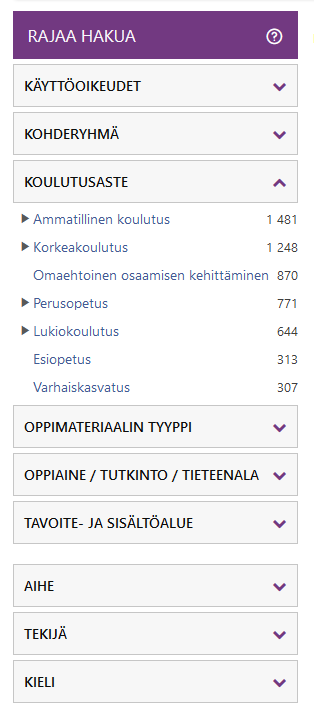 RAJAA HAKUA
KÄYTTÖOIKEUDET
KOHDERYHMÄ
KOULUTUSASTE
Ammatillinen koulutus 1 481
Korkeakoulutus 1 248
Omaehtoinen osaamisen kehittäminen 870
Perusopetus 771
Lukiokoulutus 644
Esiopetus 313
Varhaiskasvatus 307
OPPIMATERIAALIN TYYPPI
OPPIAINE / TUTKINTO / TIETEENALA
TAVOITE- JA SISÄLTÖALUE
AIHE
TEKIJÄ
KIELI